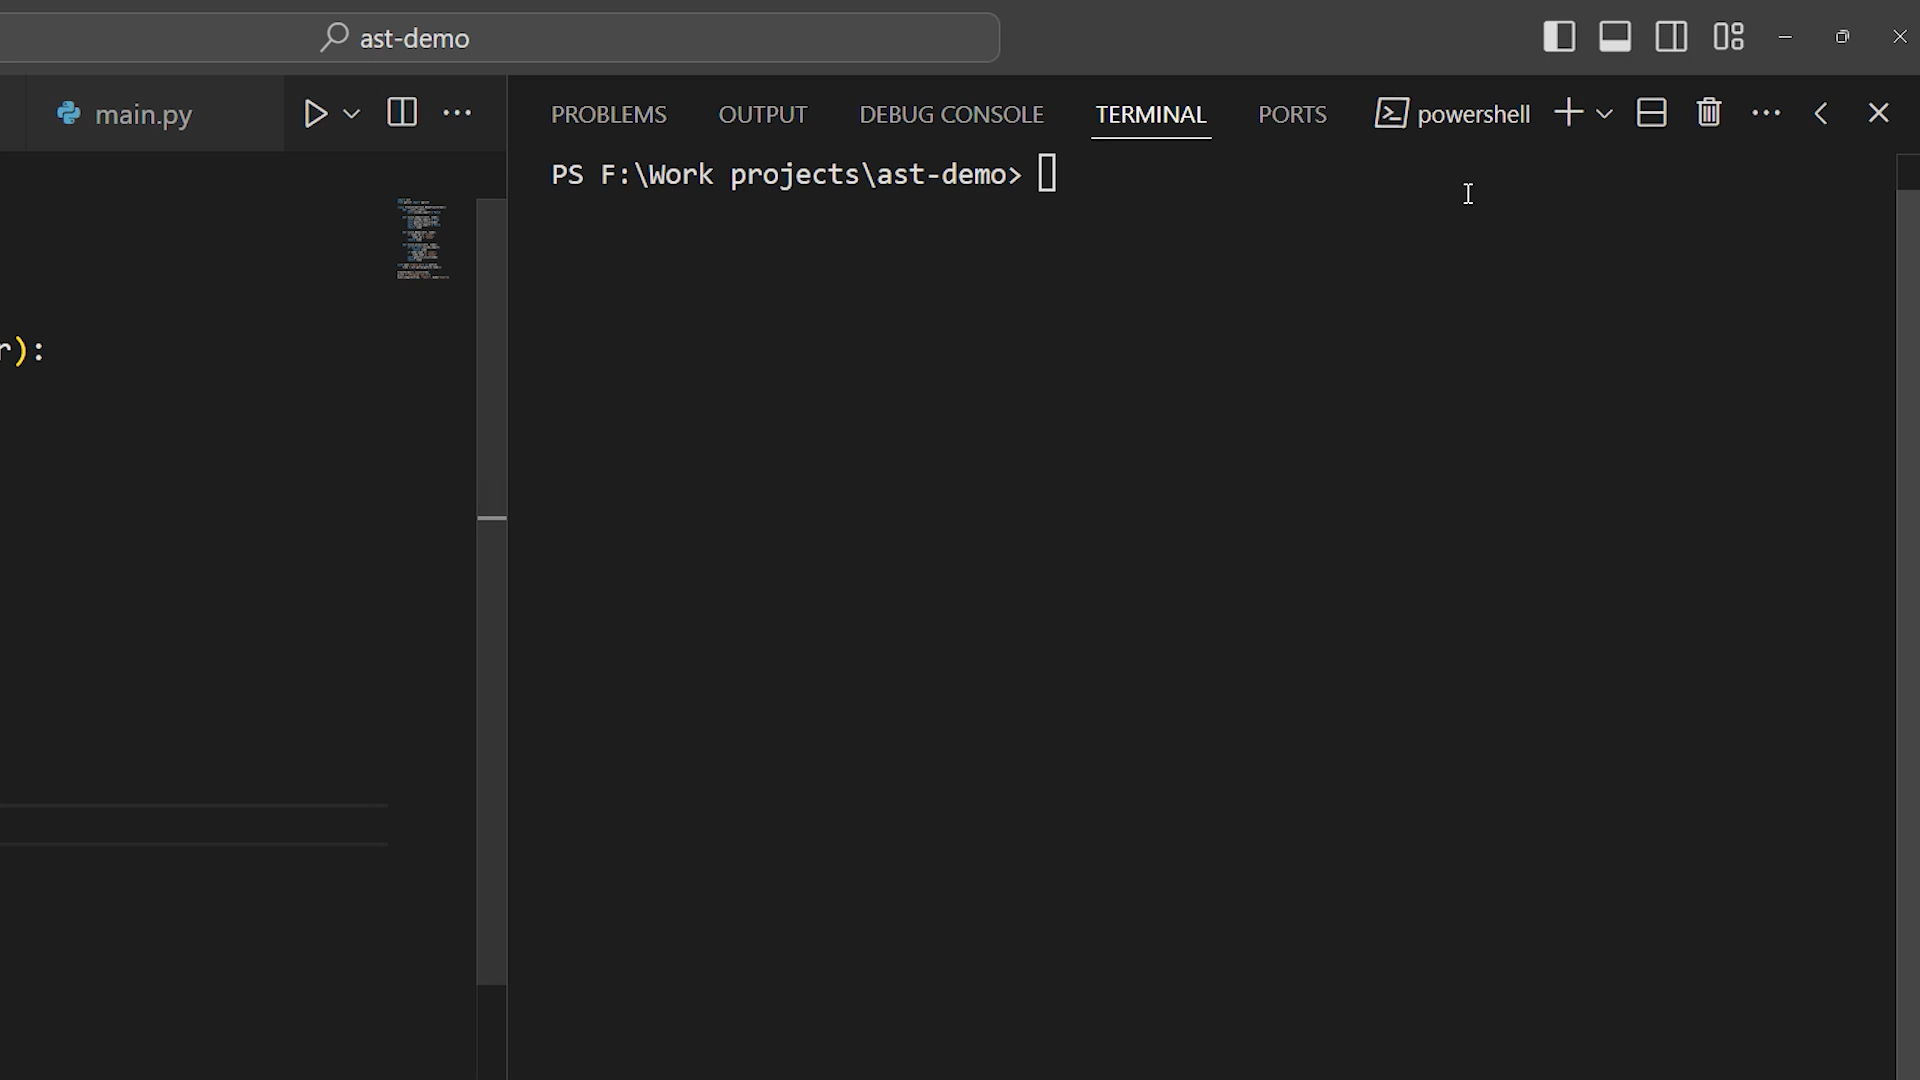 ast-demo
main.py
PROBLEMS OUTPUT DEBUG CONSOLE TERMINAL PORTS powershell
PS F:\Work projects\ast-demo>
r):